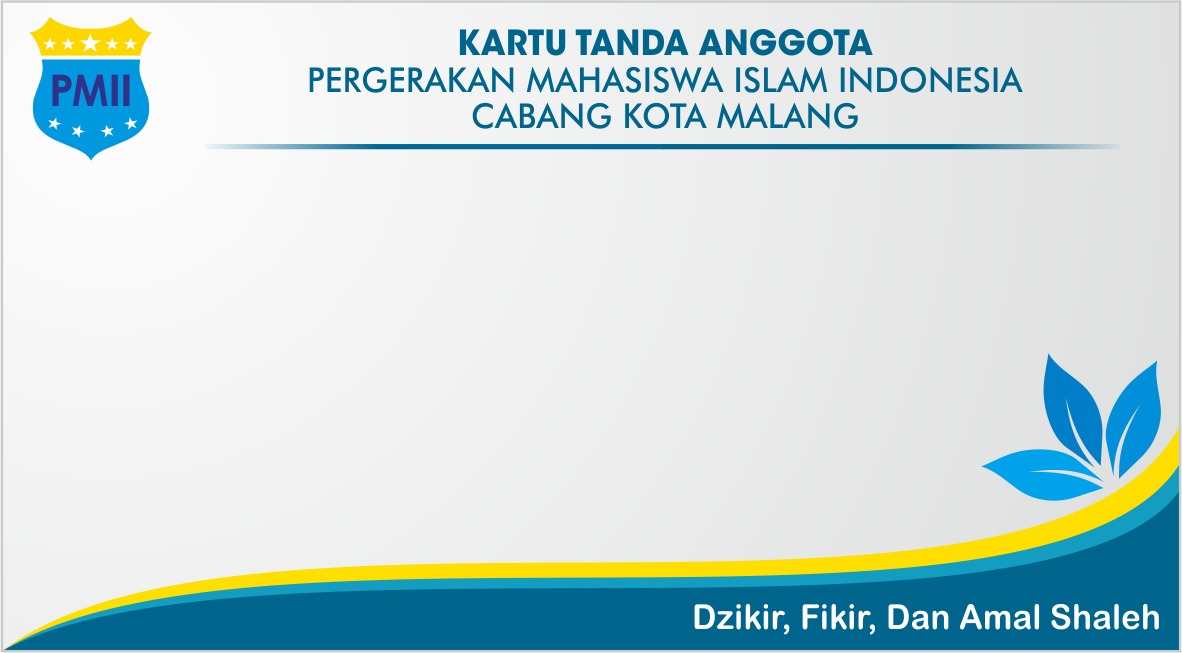 PMII
KARTU TANDA ANGGOTA
PERGERAKAN MAHASISWA ISLAM INDONESIA
CABANG KOTA MALANG
Dzikir, Fikir, Dan Amal Shaleh